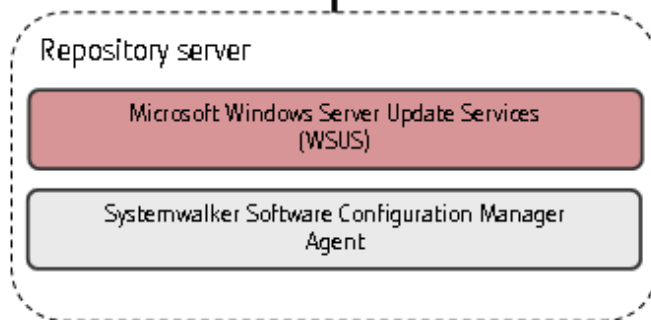 Repository server
Microsoft Windows Server Update Services
(WSUS)
Systemwalker Software Configuration Manager
Agent